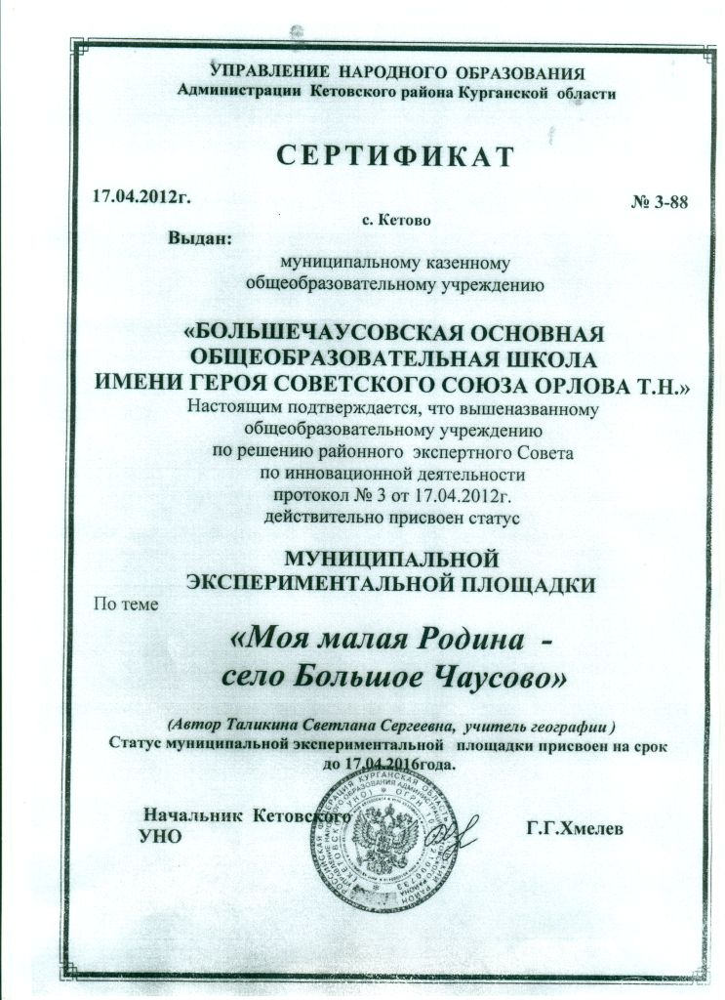 УПРАВЛЕНИЕ НАРОДНОГО ОБРАЗОВАНИЯ
Администрации Кетовского района Курганской области
СЕРТИФИКАТ
17.04.2012г.
№ 3-88
с. Кетово
Выдан:
муниципальному казенному
общеобразовательному учреждению
«БОЛЬШЕЧАУСОВСКАЯ ОСНОВНАЯ
ОБЩЕОБРАЗОВАТЕЛЬНАЯ ШКОЛА
ИМЕНИ ГЕРОЯ СОВЕТСКОГО СОЮЗА ОРЛОВА Т.Н.»
Настоящим подтверждается, что вышеназванному
общеобразовательному учреждению
по решению районного экспертного Совета
по инновационной деятельности
протокол № 3 от 17.04.2012г.
действительно присвоен статус
МУНИЦИПАЛЬНОЙ
ЭКСПЕРИМЕНТАЛЬНОЙ ПЛОЩАДКИ
По теме
«Моя малая Родина -
село Большое Чаусово»
(Автор Таликина Светлана Сергеевна, учитель географии )
Статус муниципальной экспериментальной площадки присвоен на срок
до 17.04.2016года.
Начальник Кетовского
УНО
Г.Г.Хмелев
РОССИЙСКАЯ ФЕДЕРАЦИЯ КУРГАНСКАЯ ОБЛАСТЬ